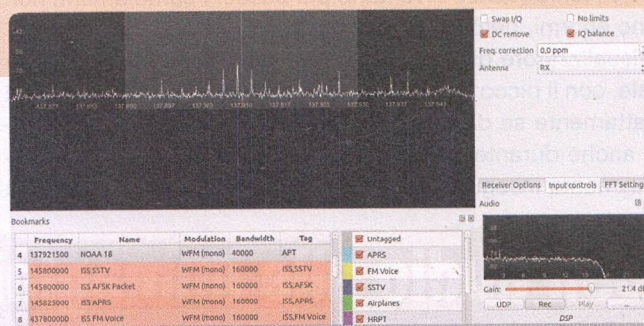 Swap I/Q No limits
DC remove IQ balance
Freq. correction 0,0 ppm
Antenna RX
Receiver Options Input controls FFT Setting
Audio
Bookmarks
Frequency Name Modulation Bandwidth Tag
4 137921500 NOAA 18 WFM (mono) 40000 APT
5 145800000 ISS SSTV WFM (mono) 160000 ISS,SSTV
6 145800000 ISS AFSK Packet WFM (mono) 160000 ISS,AFSK
7 145825000 ISS APRS WFM (mono) 160000 ISS,APRS
8 437800000 ISS FM Voice WFM (mono) 160000 ISS,FM Voice
Untagged
APRS
FM Voice
SSTV
Airplanes
HRPT
Gain: 21.4 dB
UDP Rec Play ...
DSP